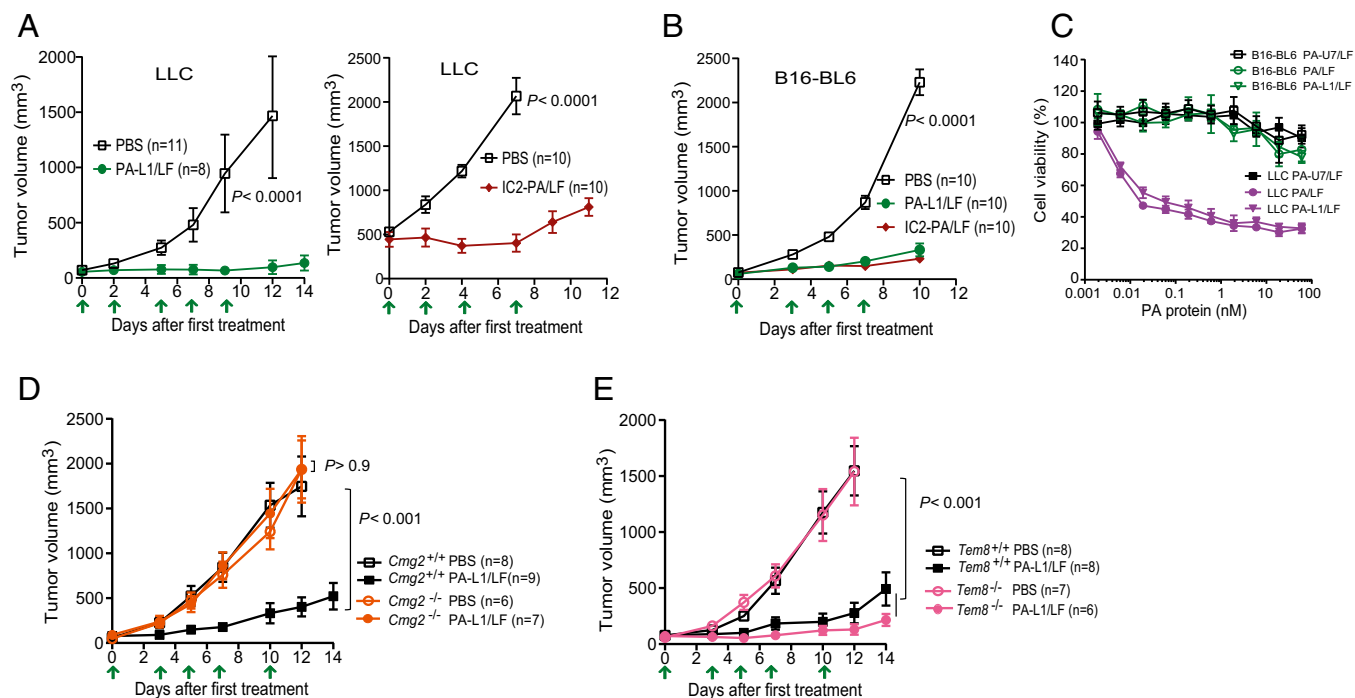 A
Tumor volume (mm3)
2000
1500
1000
500
0
LLC
PBS (n=11)
PA-L1/LF (n=8)
P< 0.0001
0 2 4 6 8 10 12 14
Days after first treatment
Tumor volume (mm3)
2500
2000
1500
1000
500
0
LLC
P< 0.0001
PBS (n=10)
IC2-PA/LF (n=10)
0 2 4 6 8 10 12
Days after first treatment
B
Tumor volume (mm3)
2500
2000
1500
1000
500
0
B16-BL6
P< 0.0001
PBS (n=10)
PA-L1/LF (n=10)
IC2-PA/LF (n=10)
0 2 4 6 8 10 12
Days after first treatment
C
Cell viability (%)
140
120
100
80
60
40
20
0
B16-BL6 PA-U7/LF
B16-BL6 PA/LF
B16-BL6 PA-L1/LF
LLC PA-U7/LF
LLC PA/LF
LLC PA-L1/LF
0.001 0.01 0.1 1 10 100
PA protein (nM)
D
Tumor volume (mm3)
2500
2000
1500
1000
500
0
P> 0.9
P< 0.001
Cmg2+/+ PBS (n=8)
Cmg2+/+ PA-L1/LF(n=9)
Cmg2 -/- PBS (n=6)
Cmg2 -/- PA-L1/LF (n=7)
0 2 4 6 8 10 12 14
Days after first treatment
E
Tumor volume (mm3)
2000
1500
1000
500
0
P< 0.001
Tem8+/+ PBS (n=8)
Tem8+/+ PA-L1/LF (n=8)
Tem8-/- PBS (n=7)
Tem8-/- PA-L1/LF (n=6)
0 2 4 6 8 10 12 14
Days after first treatment